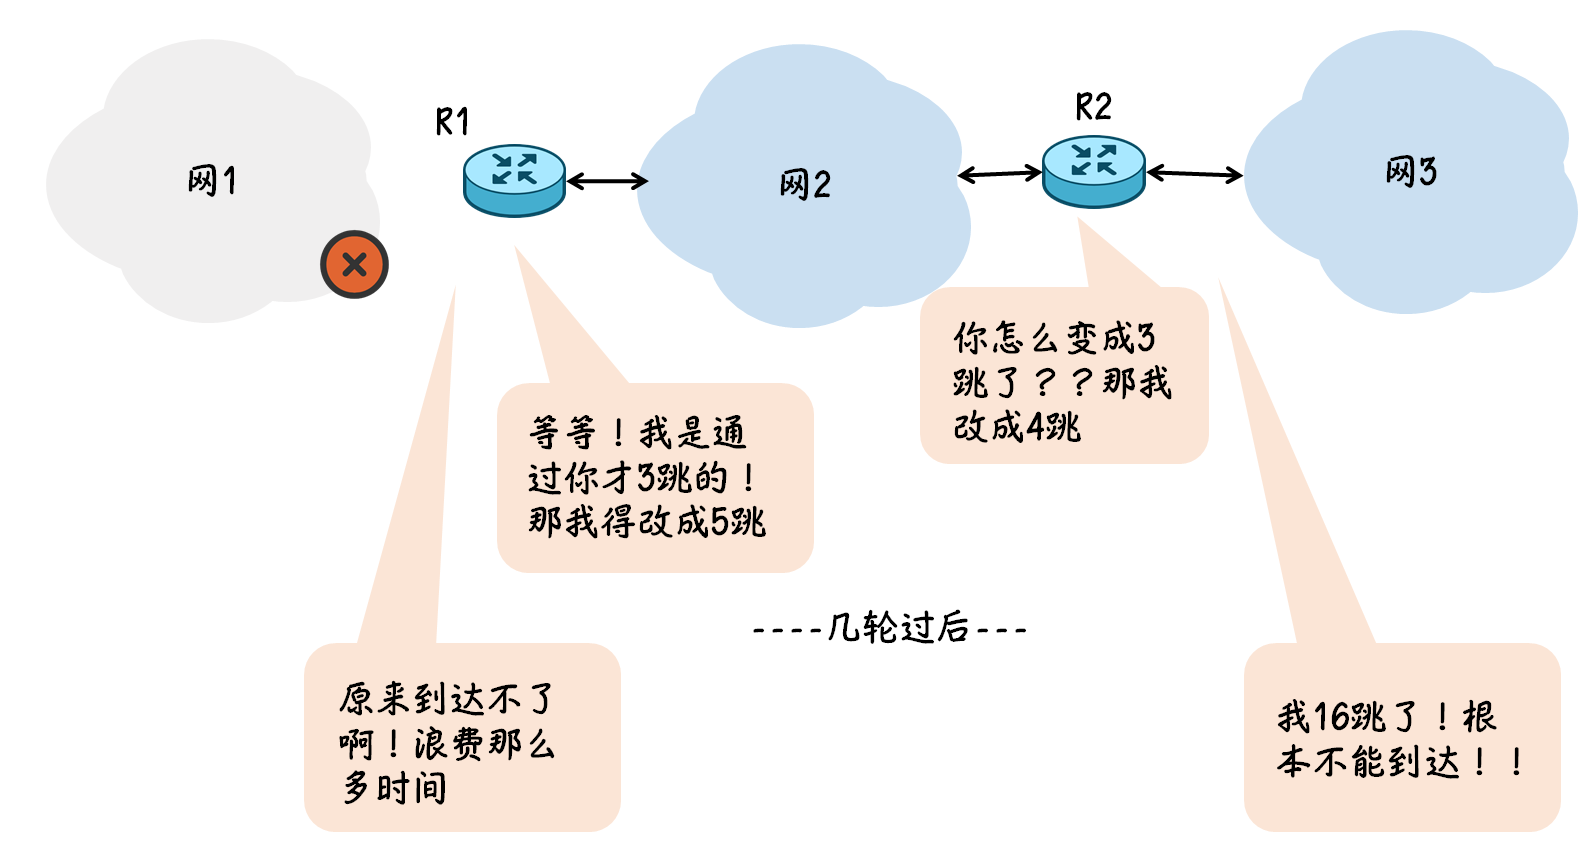 R1
R2
网1
网2
网3
你怎么变成3
跳了？？那我
改成4跳
等等！我是通
过你才3跳的！
那我得改成5跳
----几轮过后---
原来到达不了
啊！浪费那么
多时间
我16跳了！根
本不能到达！！